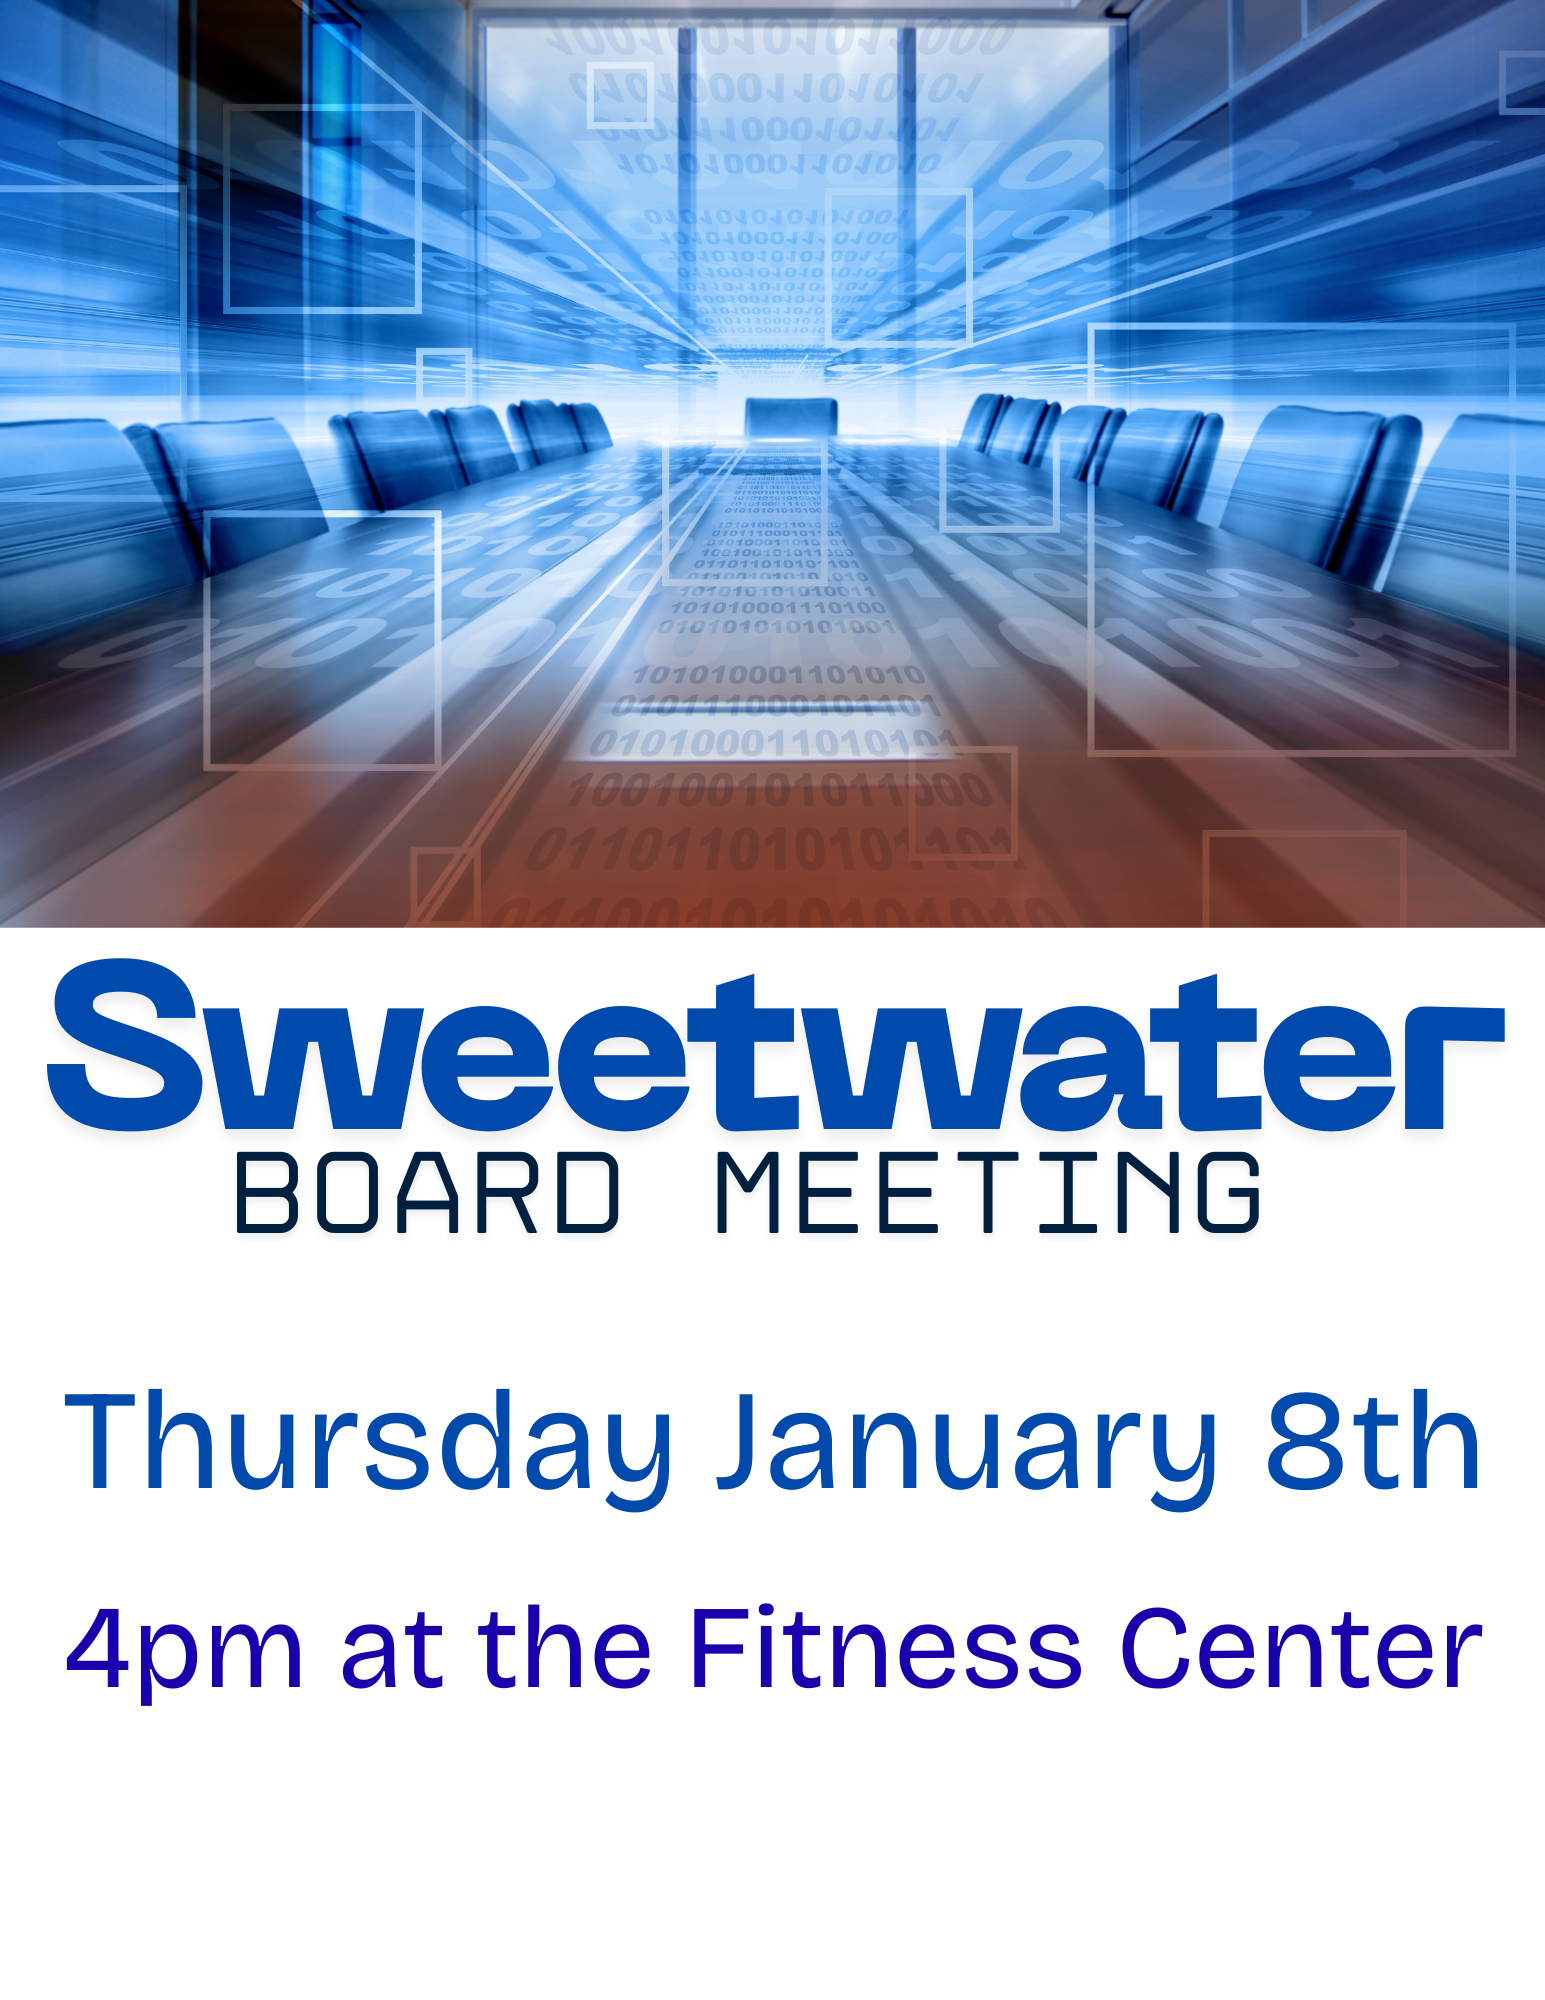 Sweetwater
BOARD MEETING
Thursday January 8th
4pm at the Fitness Center